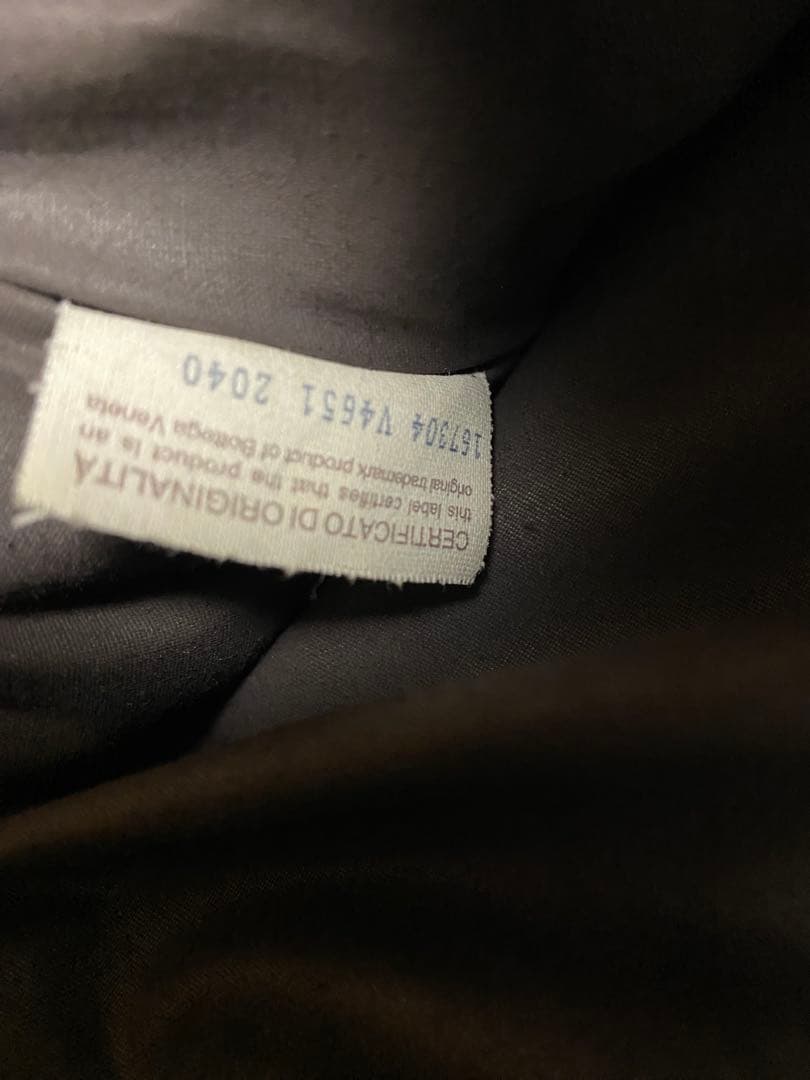 CERTIFICATO DI ORIGINALITÀ
this label certifies that the product is an
original trademark product of Bottega Veneta
167304 V4651 2040